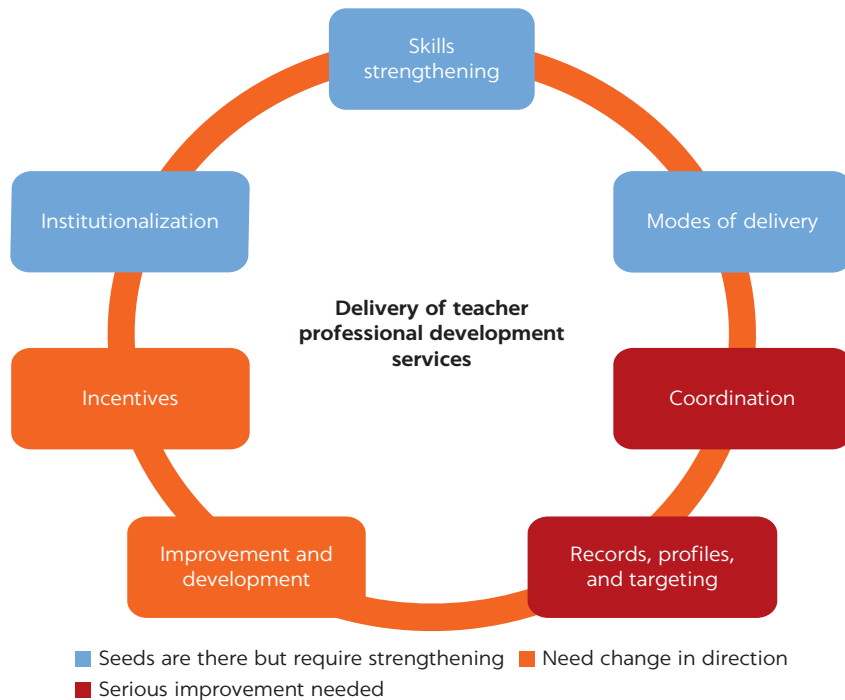 Skills
strengthening
Institutionalization
Modes of delivery
Delivery of teacher
professional development
services
Incentives
Coordination
Improvement and
development
Records, profiles,
and targeting
Seeds are there but require strengthening
Need change in direction
Serious improvement needed